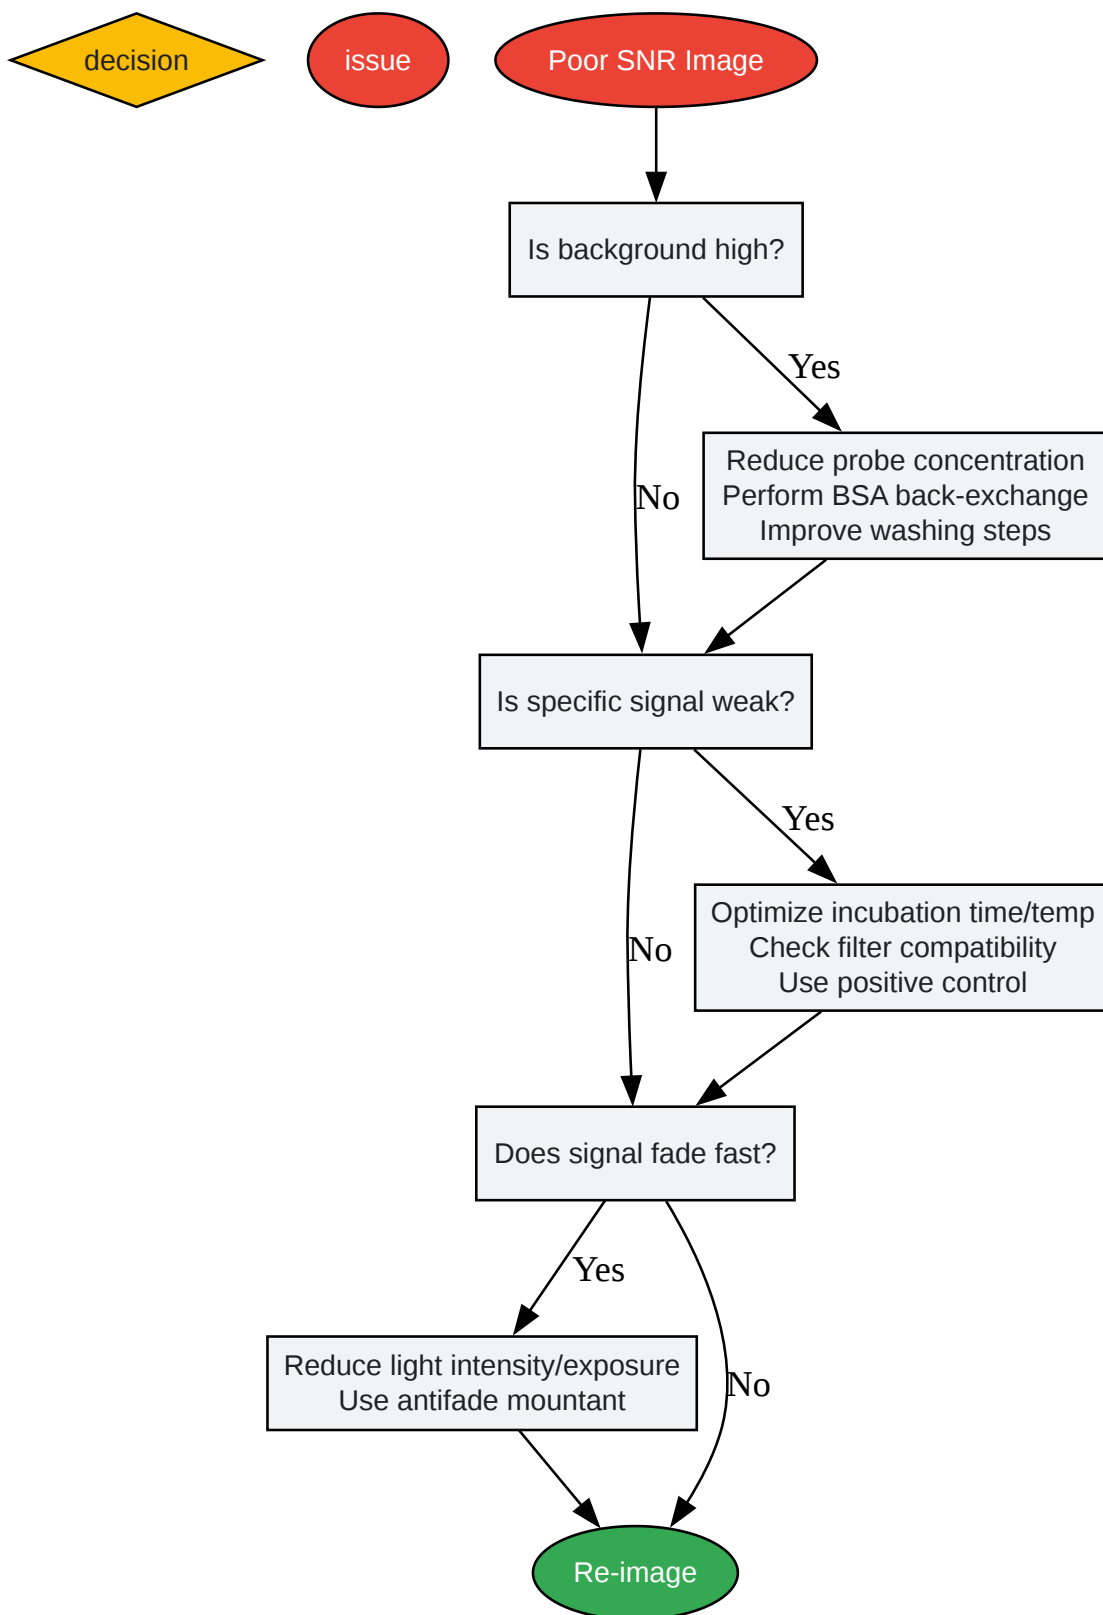 decision
issue
Poor SNR Image
Is background high?
Yes
Reduce probe concentration
Perform BSA back-exchange
Improve washing steps
No
Is specific signal weak?
Yes
Optimize incubation time/temp
Check filter compatibility
Use positive control
No
Does signal fade fast?
Yes
Reduce light intensity/exposure
Use antifade mountant
No
Re-image